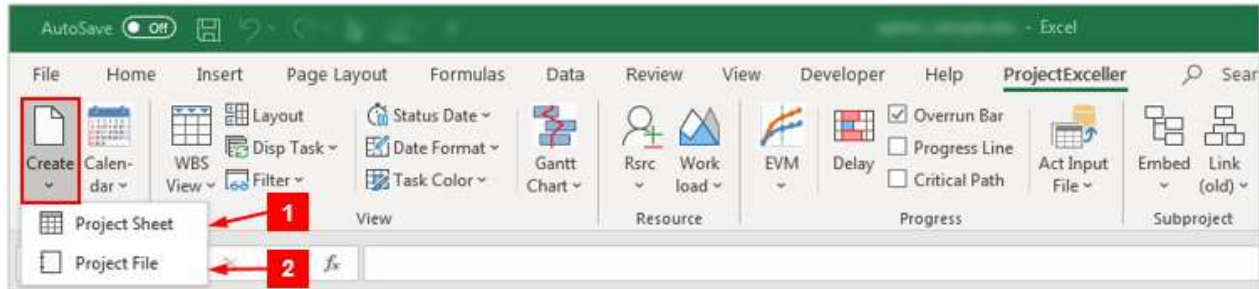 AutoSave Off - Excel
File Home Insert Page Layout Formulas Data Review View Developer Help ProjectExceller Sear
Create
Calen-
dar
WBS
View
Layout
Disp Task
Filter
Status Date
Date Format
Task Color
Gantt
Chart
View
Rsrc
Work
load
Resource
EVM
Delay
Overrun Bar
Progress Line
Critical Path
Act Input
File
Progress
Embed
Link
(old)
Subproject
Project Sheet
1
Project File
2
fx